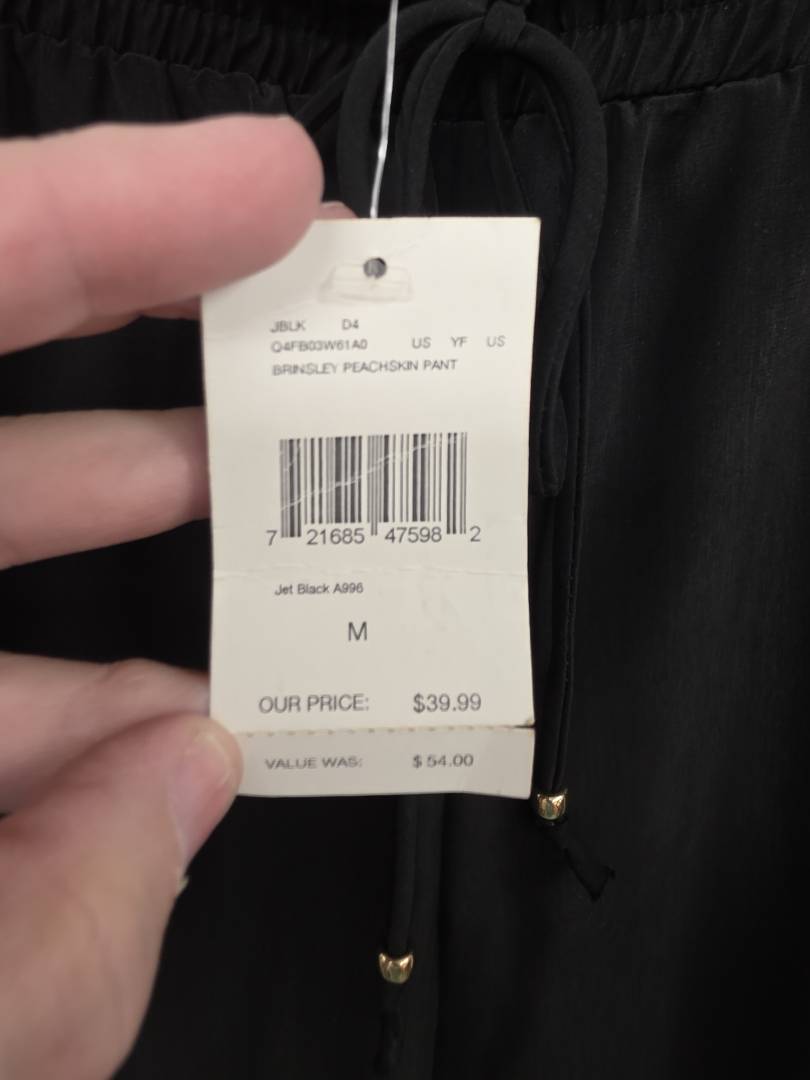 JBLK D4
Q4FB03W61A0 US YF US
BRINSLEY PEACHSKIN PANT
7 21685 47598 2
Jet Black A996
M
OUR PRICE: $39.99
VALUE WAS: $54.00